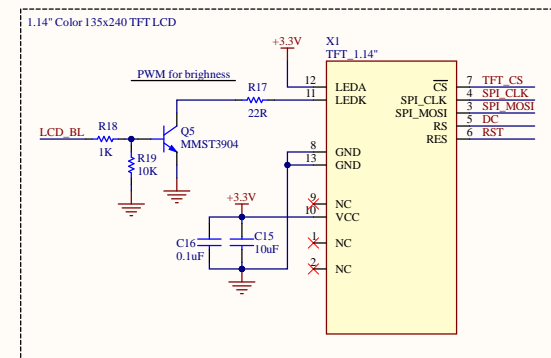 1.14" Color 135x240 TFT LCD
X1
TFT_1.14"
+3.3V
PWM for brighness
12 LEDA
11 LEDK
R17
22R
CS 7 TFT_CS
SPI_CLK 4 SPI_CLK
SPI_MOSI 3 SPI_MOSI
RS 5 DC
RES 6 RST
LCD_BL
R18
1K
R19
10K
Q5
MMST3904
8 GND
13 GND
9 NC
10 VCC
1 NC
2 NC
+3.3V
C16
0.1uF
C15
10uF